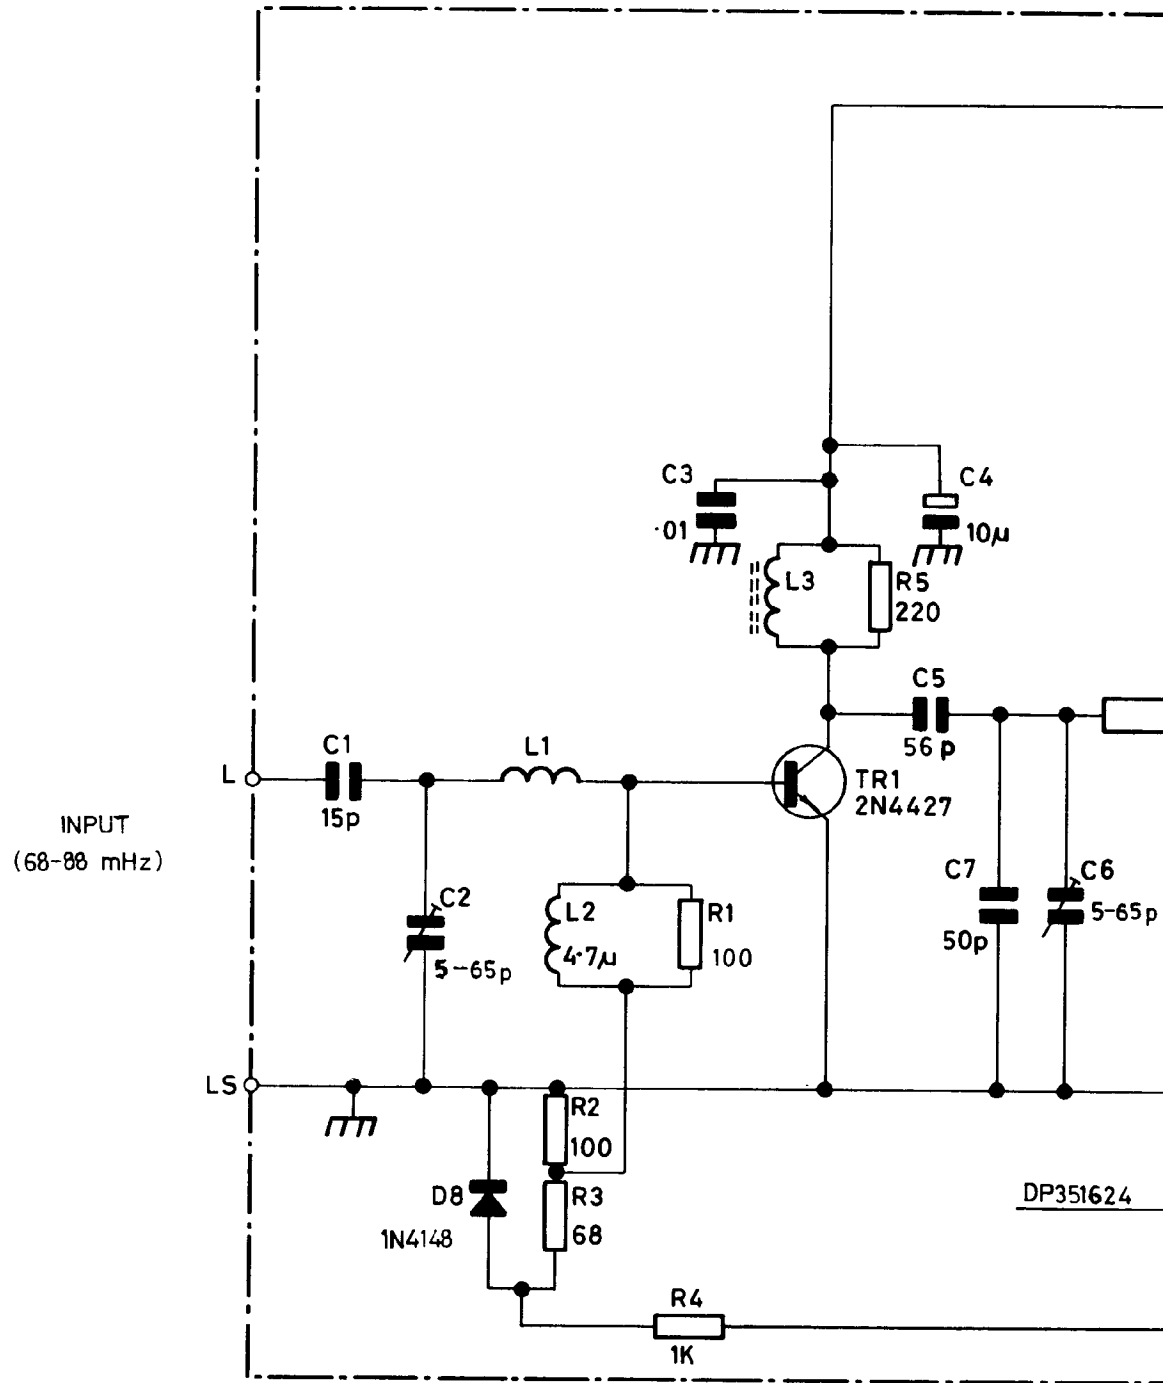 C3
·01
C4
10µ
L3
R5
220
C5
56p
L
C1
15p
L1
TR1
2N4427
INPUT
(68-88 mHz)
C2
5-65p
L2
4·7µ
R1
100
C7
50p
C6
5-65p
LS
R2
100
D8
1N4148
R3
68
DP351624
R4
1K